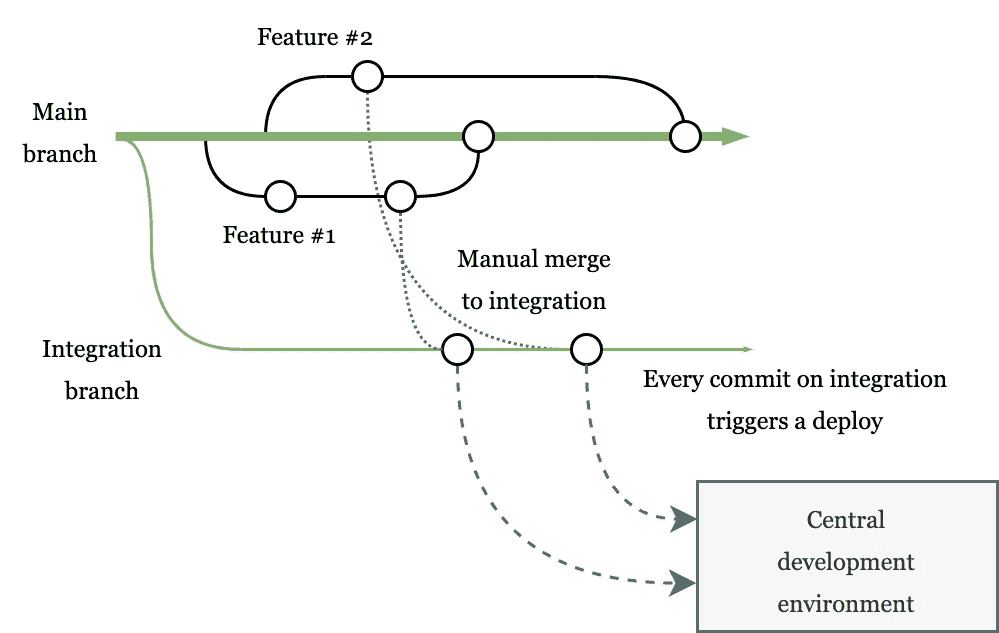 Feature #2
Main
branch
Feature #1
Manual merge
to integration
Integration
branch
Every commit on integration
triggers a deploy
Central
development
environment